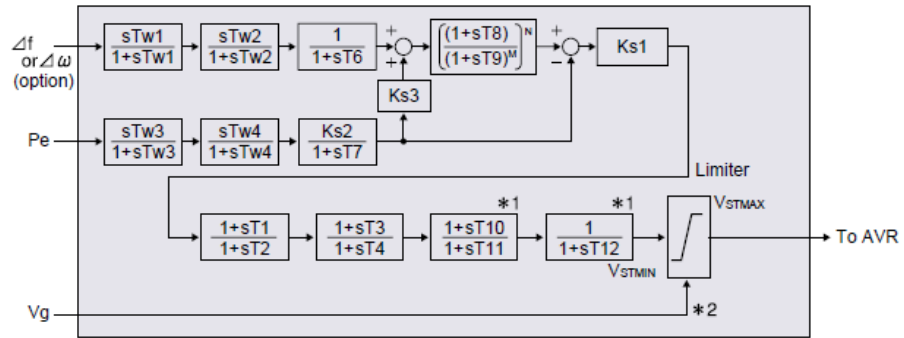 ⊿f
or⊿ω
(option)
sTw1
1+sTw1
sTw2
1+sTw2
1
1+sT6
+
+
((1+sT8)
(1+sT9)ᴹ)ᴺ
+
−
Ks1
Ks3
Pe
sTw3
1+sTw3
sTw4
1+sTw4
Ks2
1+sT7
Limiter
1+sT1
1+sT2
1+sT3
1+sT4
*1
1+sT10
1+sT11
*1
1
1+sT12
VSTMAX
VSTMIN
To AVR
Vg
*2